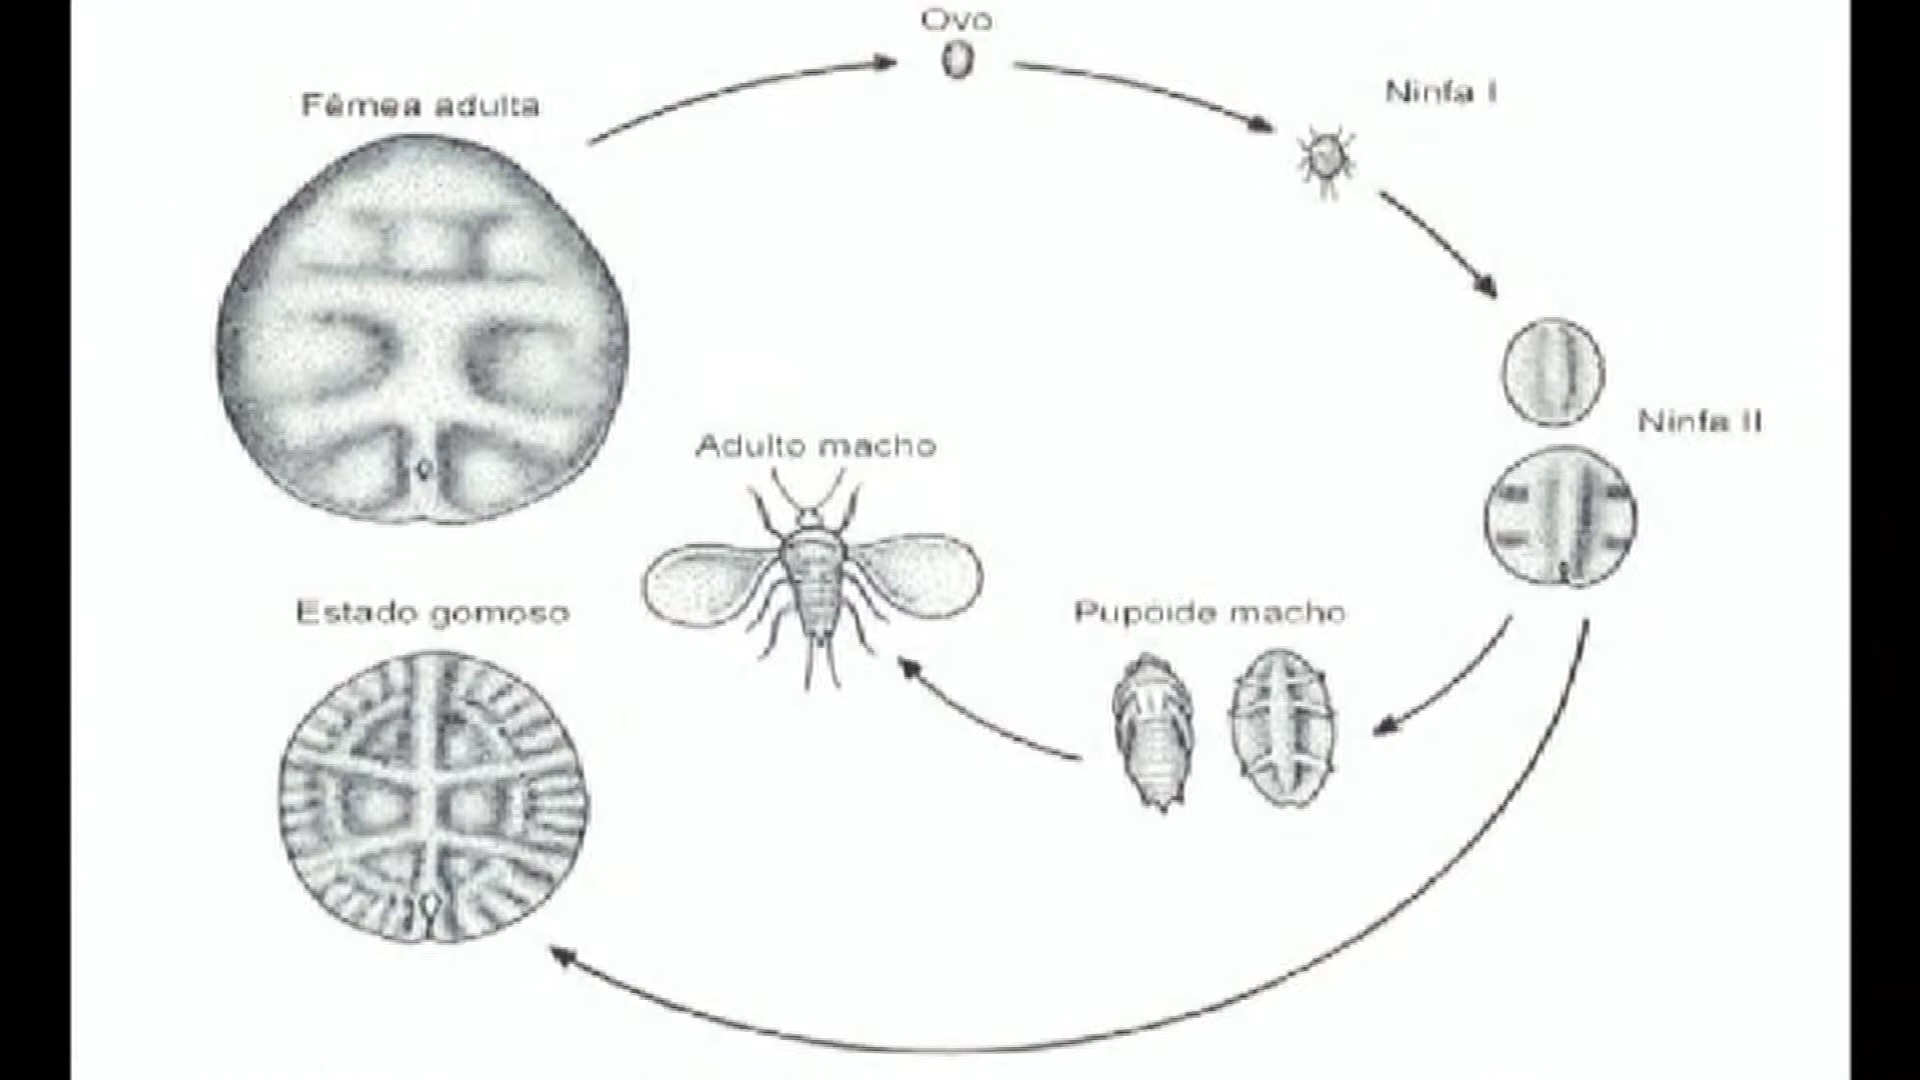 Ovo
Fêmea adulta
Ninfa I
Ninfa II
Adulto macho
Estado gomoso
Pupóide macho